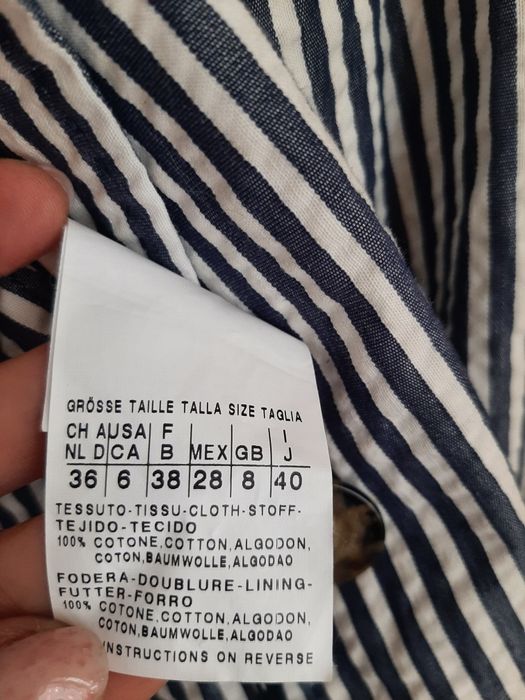 GRÖSSE TAILLE TALLA SIZE TAGLIA
CH A USA F I
NL D CA B MEX GB J
36 6 38 28 8 40
TESSUTO-TISSU-CLOTH-STOFF-
TEJIDO-TECIDO
100% COTONE,COTTON,ALGODON,
COTON,BAUMWOLLE,ALGODAO
FODERA-DOUBLURE-LINING-
FUTTER-FORRO
100% COTONE,COTTON,ALGODON,
COTON,BAUMWOLLE,ALGODAO
INSTRUCTIONS ON REVERSE